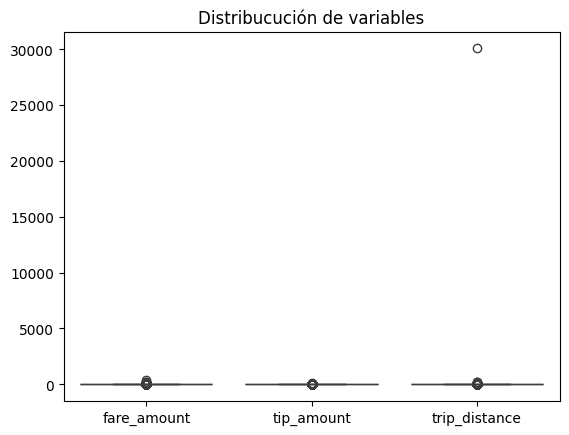 Distribucución de variables
30000
25000
20000
15000
10000
5000
0
fare_amount
tip_amount
trip_distance